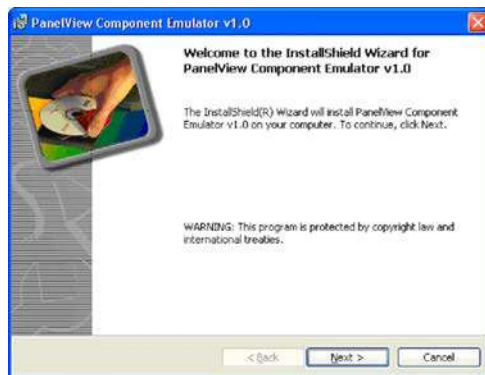 PanelView Component Emulator v1.0
Welcome to the InstallShield Wizard for
PanelView Component Emulator v1.0
The InstallShield(R) Wizard will install PanelView Component
Emulator v1.0 on your computer. To continue, click Next.
WARNING: This program is protected by copyright law and
international treaties.
< Back Next > Cancel